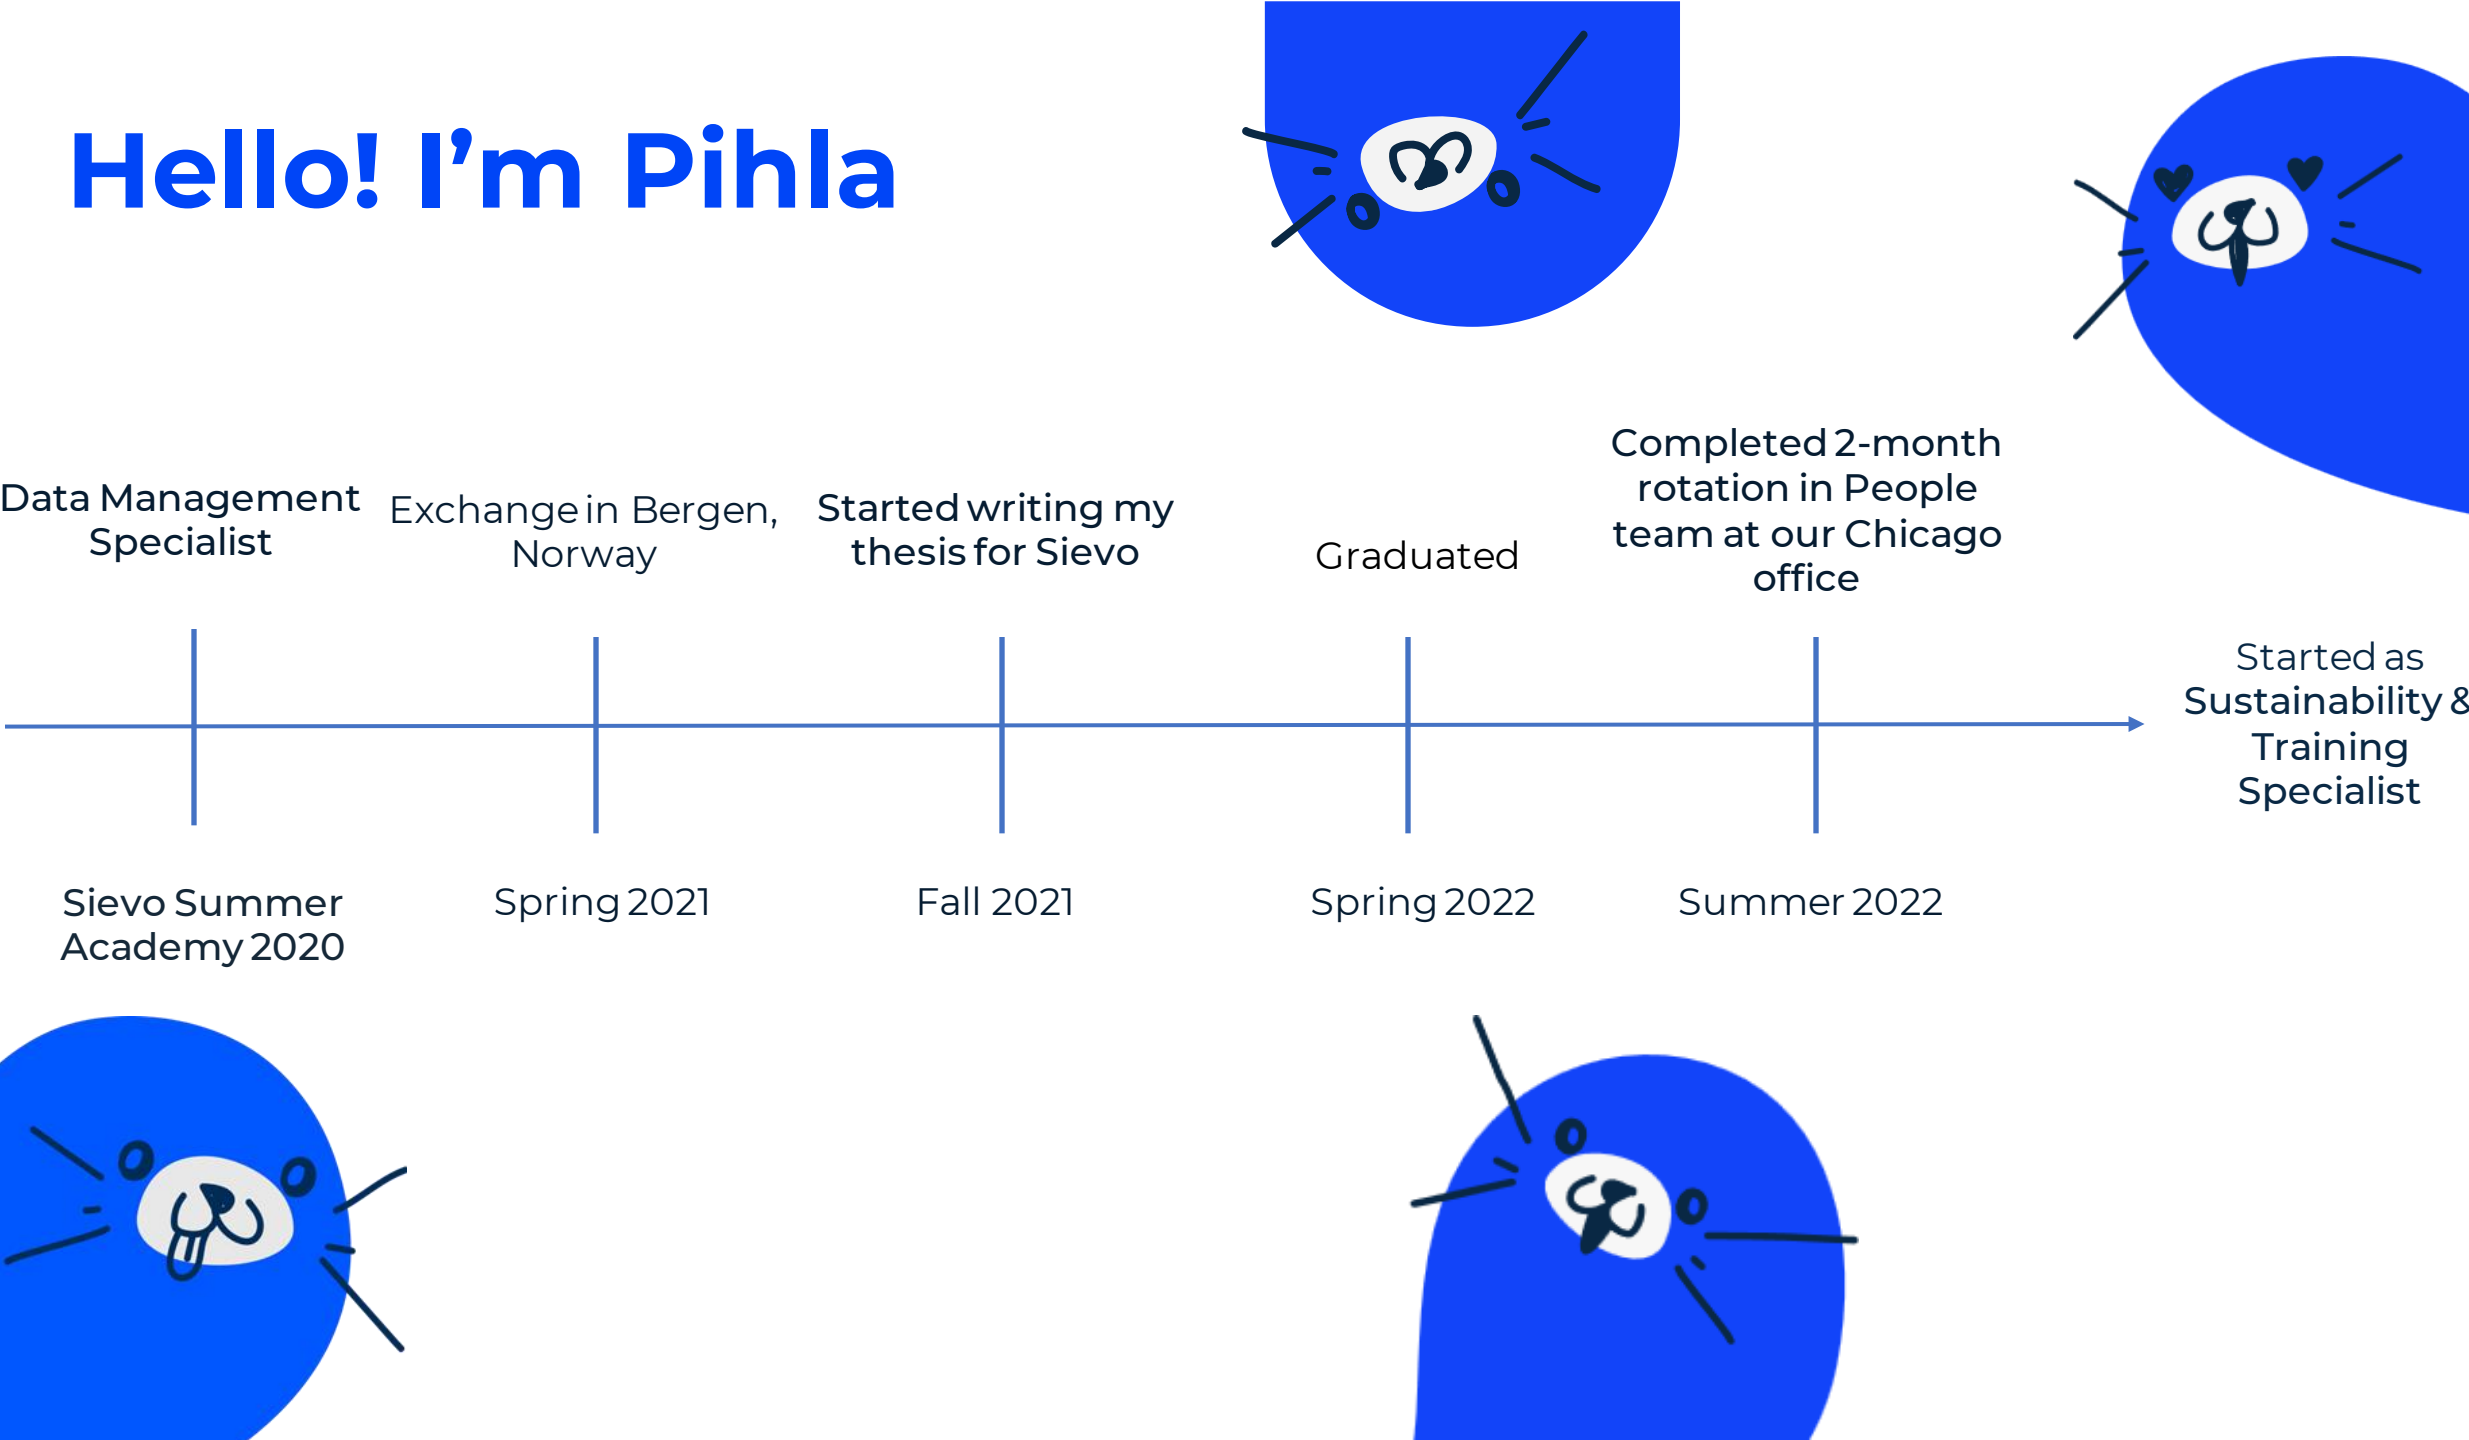 Hello! I’m Pihla
Data Management
Specialist
Exchange in Bergen,
Norway
Started writing my
thesis for Sievo
Graduated
Completed 2-month
rotation in People
team at our Chicago
office
Started as
Sustainability &
Training
Specialist
Sievo Summer
Academy 2020
Spring 2021
Fall 2021
Spring 2022
Summer 2022